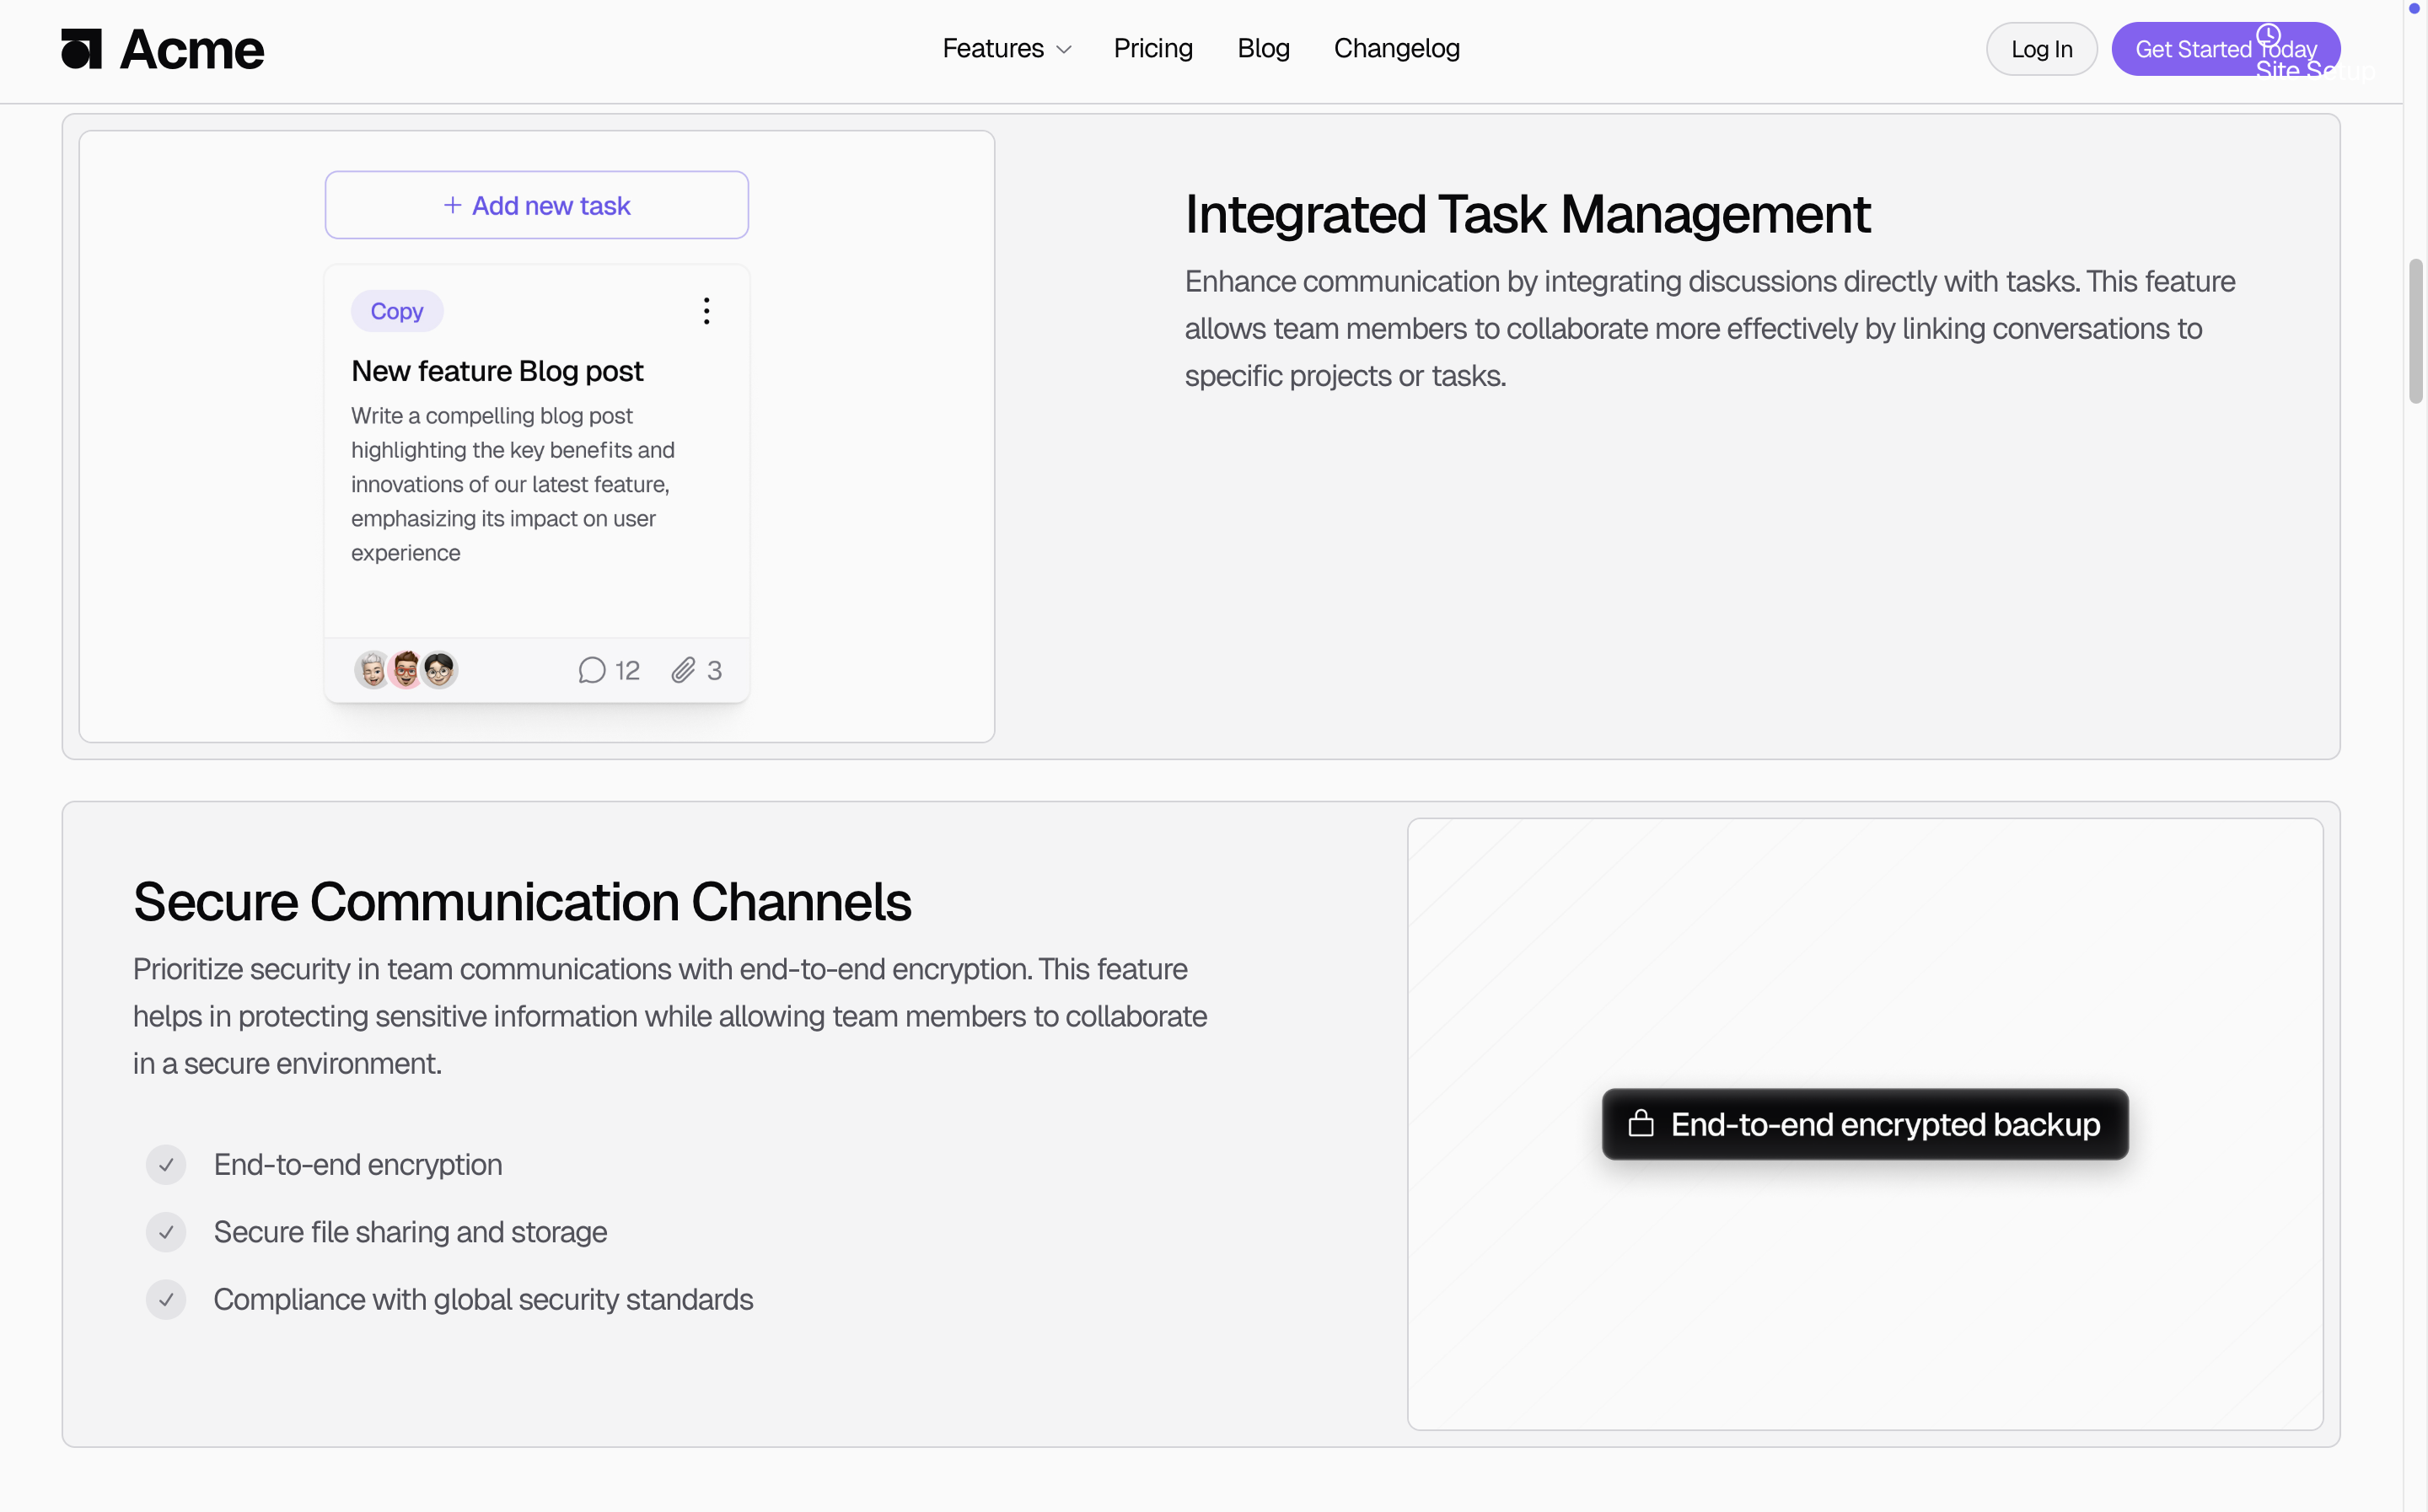 Acme
Features
Pricing
Blog
Changelog
Log In
Get Started Today
Site Setup
+ Add new task
Copy
New feature Blog post
Write a compelling blog post
highlighting the key benefits and
innovations of our latest feature,
emphasizing its impact on user
experience
12
3
Integrated Task Management
Enhance communication by integrating discussions directly with tasks. This feature
allows team members to collaborate more effectively by linking conversations to
specific projects or tasks.
Secure Communication Channels
Prioritize security in team communications with end-to-end encryption. This feature
helps in protecting sensitive information while allowing team members to collaborate
in a secure environment.
End-to-end encryption
Secure file sharing and storage
Compliance with global security standards
End-to-end encrypted backup